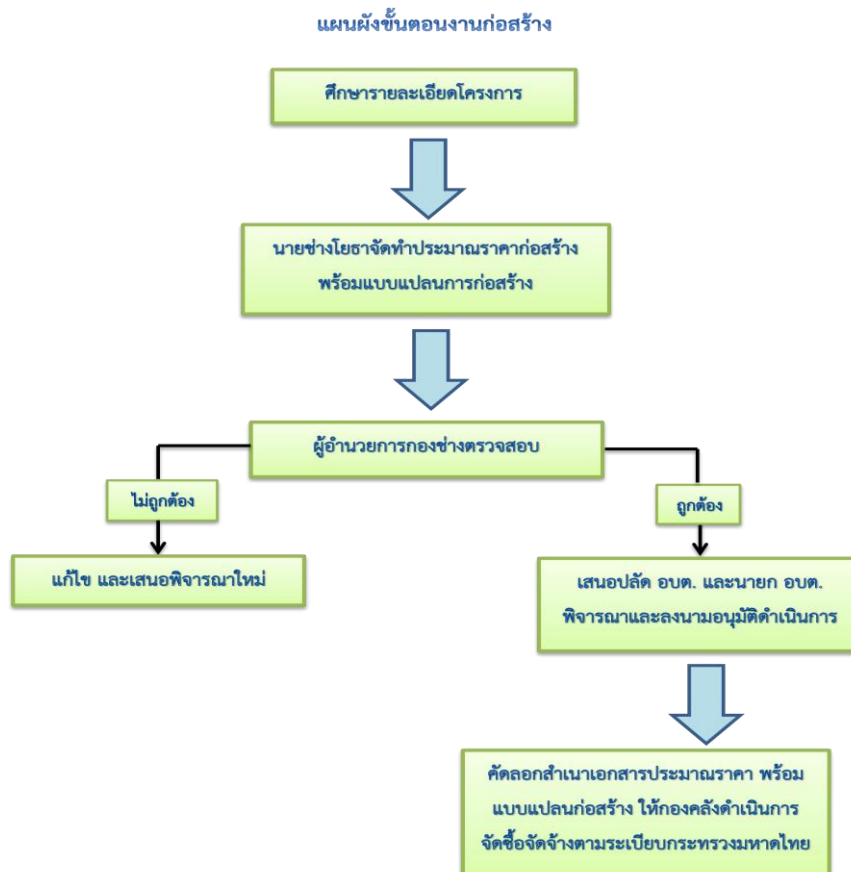 แผนผังขั้นตอนงานก่อสร้าง
ศึกษารายละเอียดโครงการ
นายช่างโยธาจัดทำประมาณราคาก่อสร้าง
พร้อมแบบแปลนการก่อสร้าง
ผู้อำนวยการกองช่างตรวจสอบ
ไม่ถูกต้อง
ถูกต้อง
แก้ไข และเสนอพิจารณาใหม่
เสนอปลัด อบต. และนายก อบต.
พิจารณาและลงนามอนุมัติดำเนินการ
คัดลอกสำเนาเอกสารประมาณราคา พร้อม
แบบแปลนก่อสร้าง ให้กองคลังดำเนินการ
จัดซื้อจัดจ้างตามระเบียบกระทรวงมหาดไทย